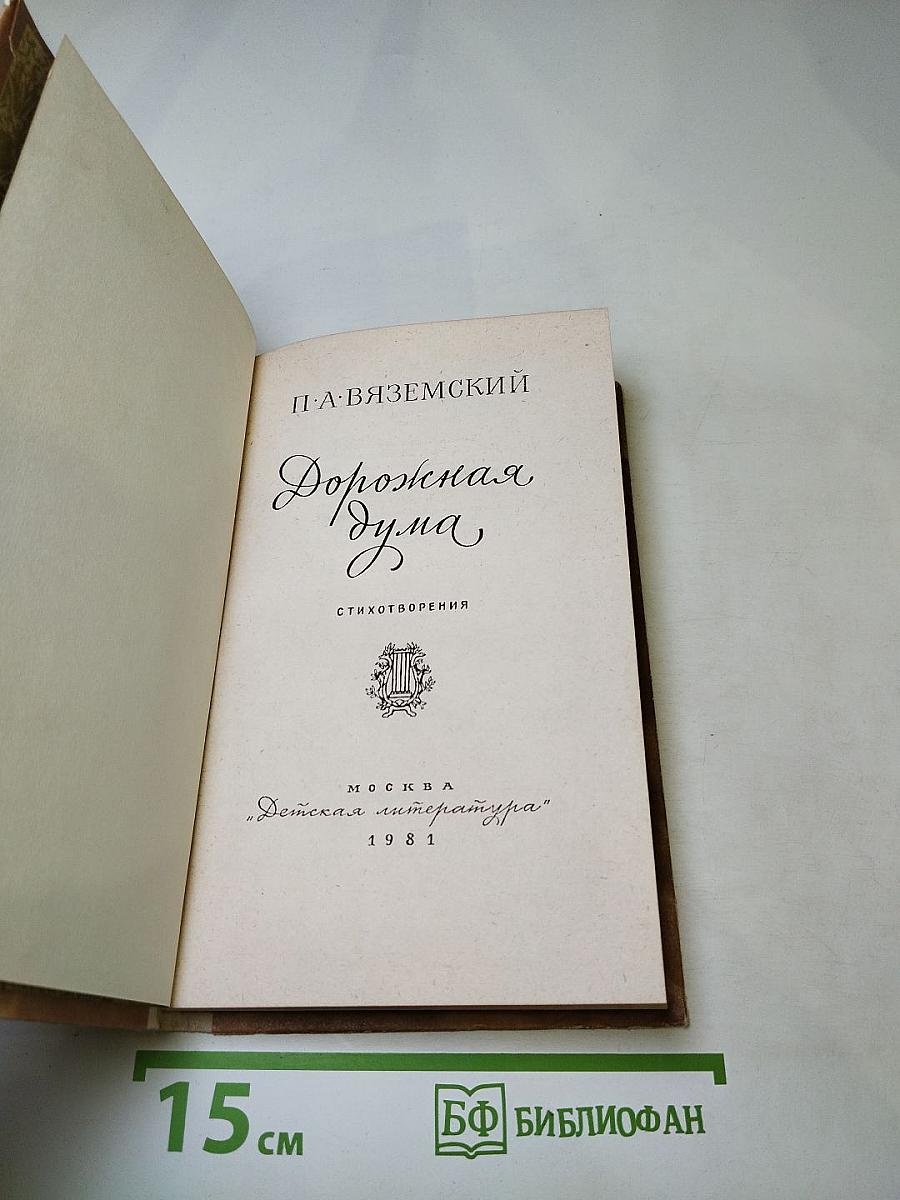 П·А·ВЯЗЕМСКИЙ
Дорожная
дума
СТИХОТВОРЕНИЯ
МОСКВА
„Детская литература"
1981
15 см
БФ БИБЛИОФАН